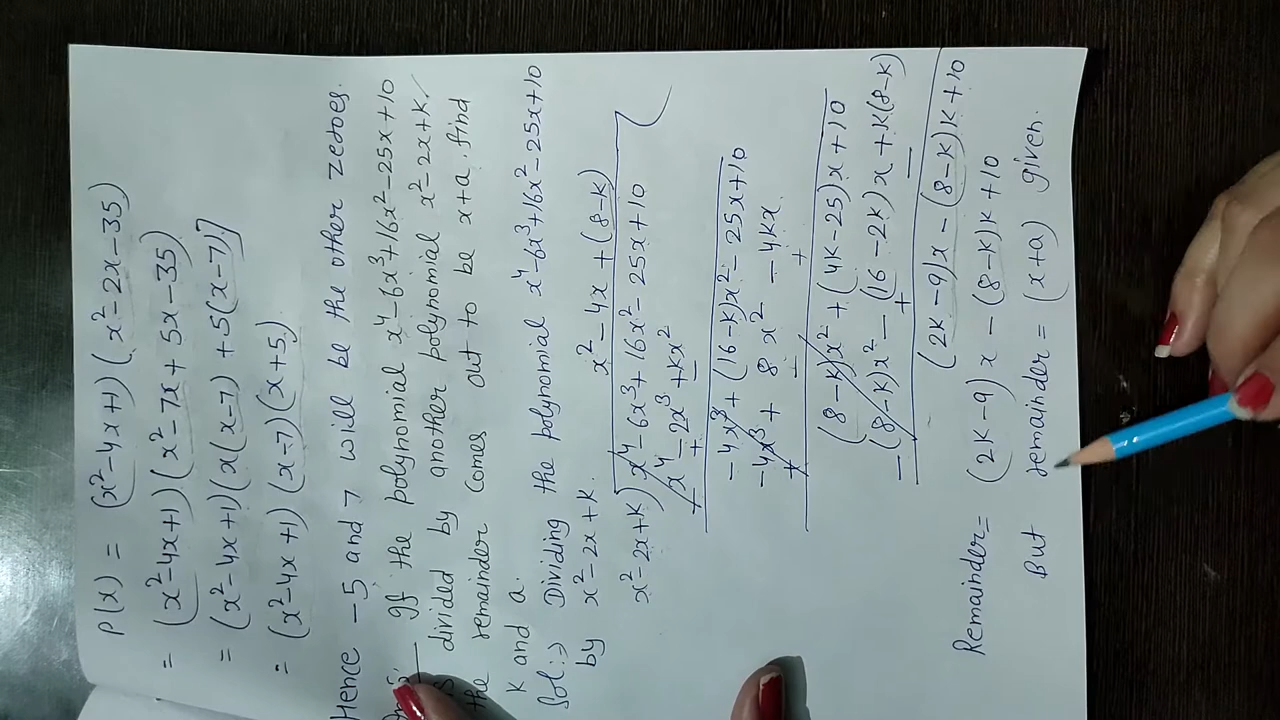 P(x) = (x²-4x+1)(x²-2x-35)
= (x²-4x+1)(x²-7x+5x-35)
= (x²-4x+1)(x(x-7)+5(x-7)]
= (x²-4x+1)(x-7)(x+5)
Hence -5 and 7 will be the other zeroes.
If the polynomial x⁴-6x³+16x²-25x+10
is divided by another polynomial x²-2x+K.
the remainder comes out to be x+a. find
K and a.
Sol:→ Dividing the polynomial x⁴-6x³+16x²-25x+10
by x²-2x+K.
x²-4x+(8-K)
x²-2x+K) x⁴-6x³+16x²-25x+10
x⁴-2x³+Kx²
- + -
-4x³+(16-K)x²-25x+10
-4x³+8x²-4Kx
+ - +
(8-K)x²+(4K-25)x+10
-(8-K)x²-(16-2K)x+K(8-K)
+ -
(2K-9)x-(8-K)K+10
Remainder= (2K-9)x-(8-K)K+10
But remainder = (x+a) given.